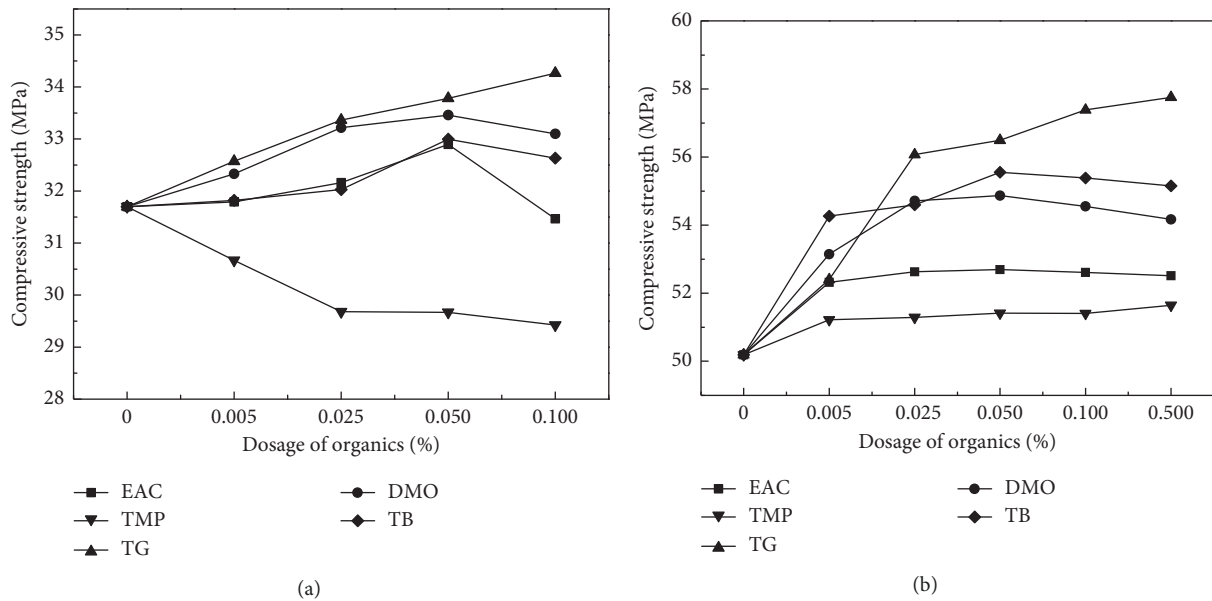 35
34
33
32
31
30
29
28
Compressive strength (MPa)
0 0.005 0.025 0.050 0.100
Dosage of organics (%)
EAC
TMP
TG
DMO
TB
(a)
60
58
56
54
52
51
50
Compressive strength (MPa)
0 0.005 0.025 0.050 0.100 0.500
Dosage of organics (%)
EAC
TMP
TG
DMO
TB
(b)